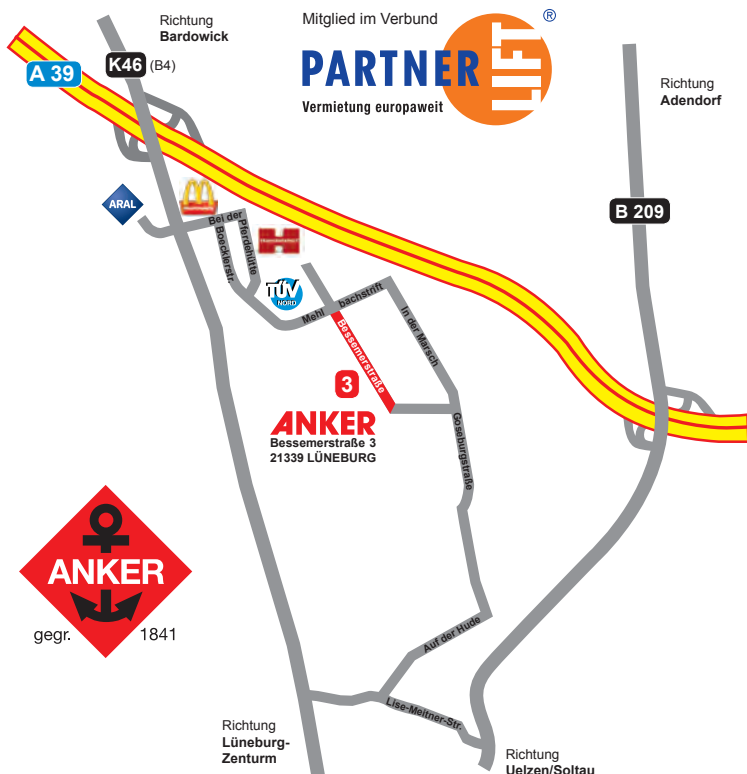 Richtung
Bardowick
Mitglied im Verbund
PARTNER
LIFT
®
Vermietung europaweit
A 39
K46 (B4)
Richtung
Adendorf
ARAL
M
B 209
Bei der
Pferdehütte
Boecklerstr.
H
TÜV
NORD
Mehl bachstrift
In der Marsch
Bessemerstraße
3
ANKER
Bessemerstraße 3
21339 LÜNEBURG
Goseburgstraße
ANKER
gegr. 1841
Auf der Hude
Lise-Meitner-Str.
Richtung
Lüneburg-
Zenturm
Richtung
Uelzen/Soltau